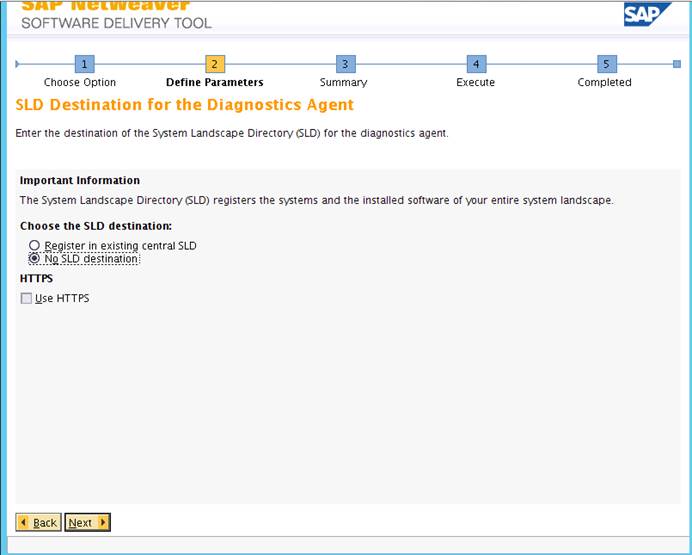 SAP NetWeaver
SOFTWARE DELIVERY TOOL
SAP
1 2 3 4 5
Choose Option Define Parameters Summary Execute Completed
SLD Destination for the Diagnostics Agent
Enter the destination of the System Landscape Directory (SLD) for the diagnostics agent.
Important Information
The System Landscape Directory (SLD) registers the systems and the installed software of your entire system landscape.
Choose the SLD destination:
Register in existing central SLD
No SLD destination
HTTPS
Use HTTPS
Back Next